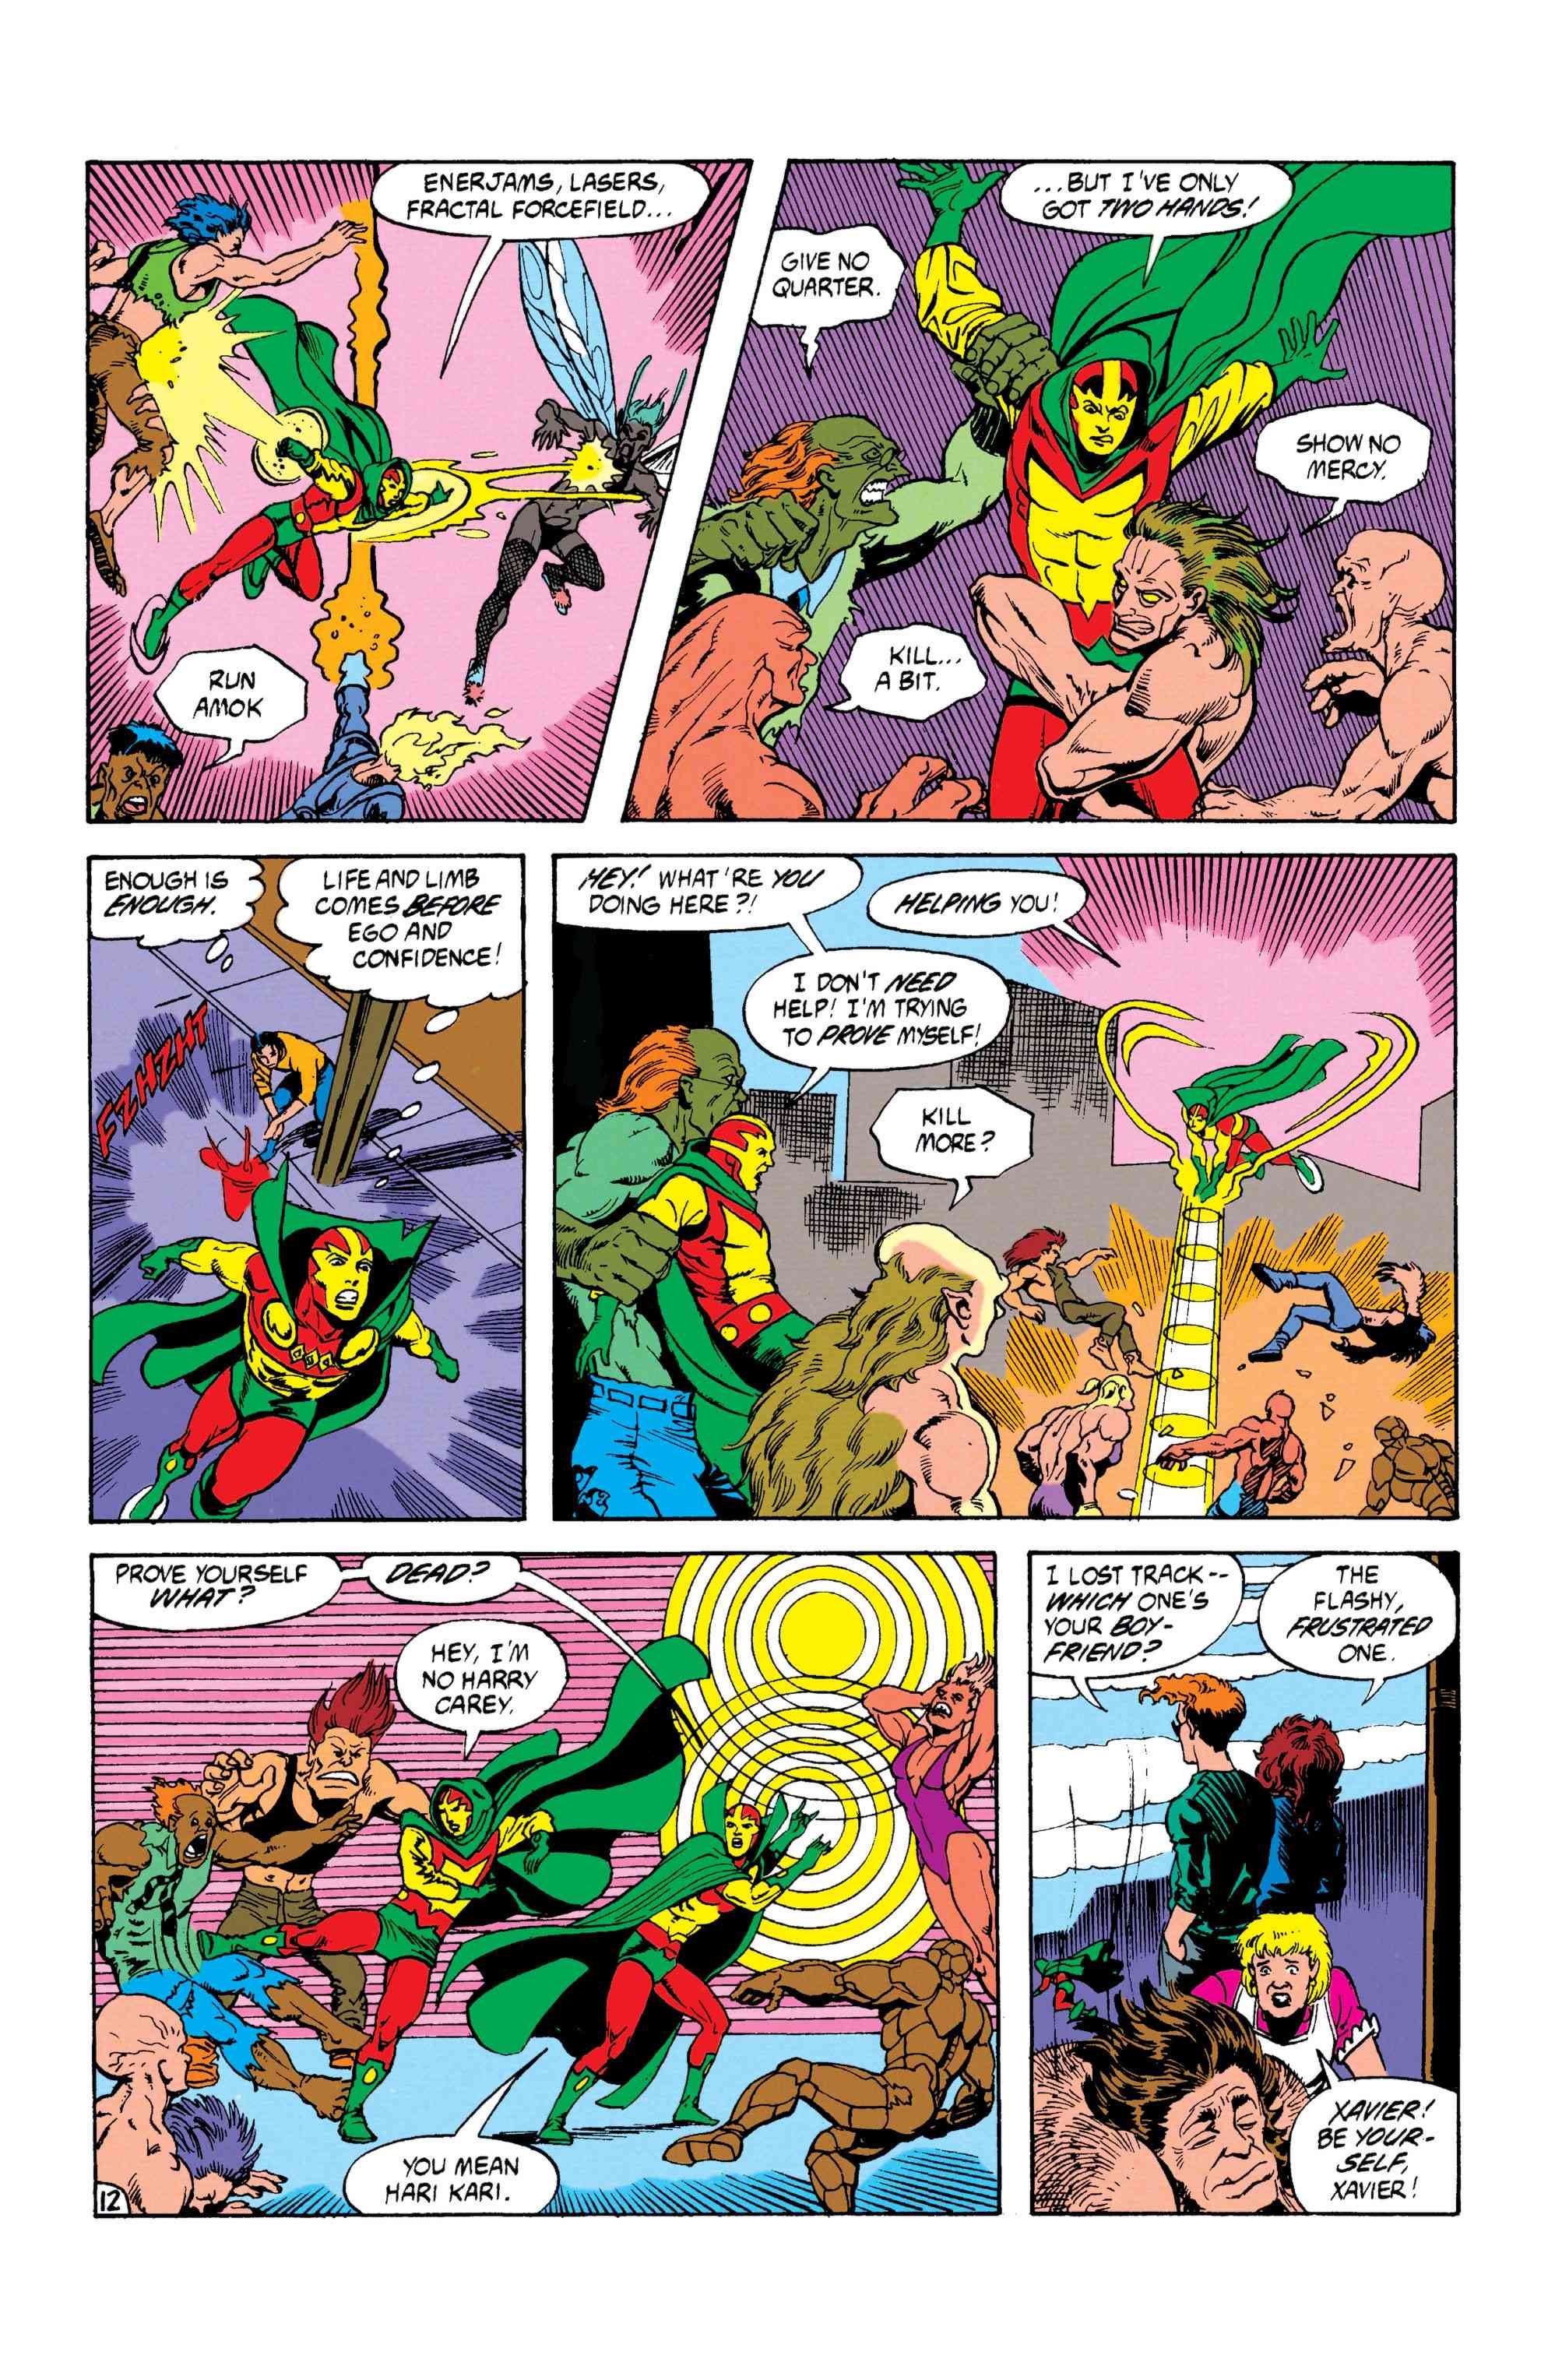 ENERJAMS, LASERS,
FRACTAL FORCEFIELD...
RUN
AMOK
...BUT I'VE ONLY
GOT TWO HANDS!
GIVE NO
QUARTER.
SHOW NO
MERCY.
KILL...
A BIT.
ENOUGH IS
ENOUGH.
LIFE AND LIMB
COMES BEFORE
EGO AND
CONFIDENCE!
FZHZHT
HEY! WHAT'RE YOU
DOING HERE?!
HELPING YOU!
I DON'T NEED
HELP! I'M TRYING
TO PROVE MYSELF!
KILL
MORE?
PROVE YOURSELF
WHAT?
DEAD?
HEY, I'M
NO HARRY
CAREY.
YOU MEAN
HARI KARI.
12
I LOST TRACK--
WHICH ONE'S
YOUR BOY-
FRIEND?
THE
FLASHY,
FRUSTRATED
ONE.
XAVIER!
BE YOUR-
SELF,
XAVIER!